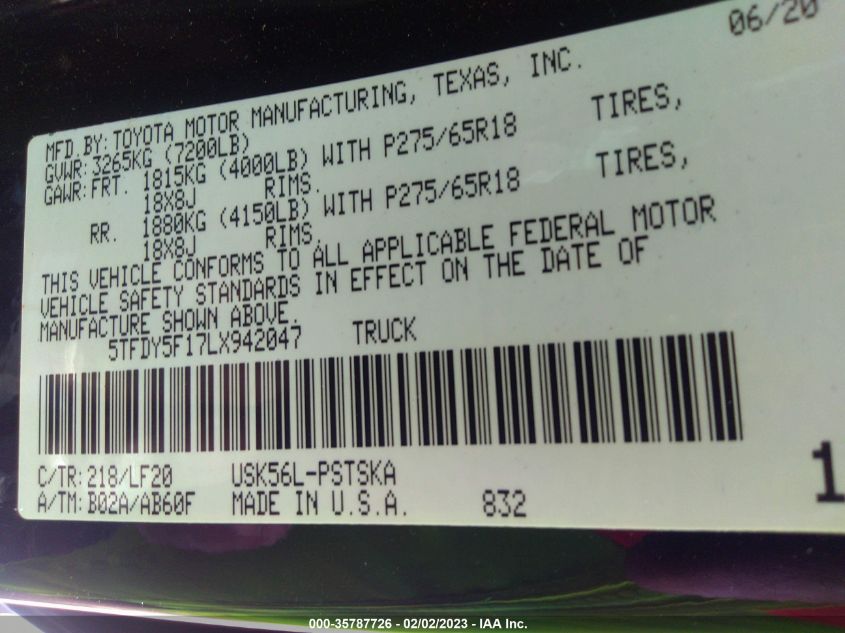 06/20
MFD.BY:TOYOTA MOTOR MANUFACTURING, TEXAS, INC.
GVWR:3265KG (7200LB)
GAWR:FRT. 1815KG (4000LB) WITH P275/65R18 TIRES,
18X8J RIMS.
RR. 1880KG (4150LB) WITH P275/65R18 TIRES,
18X8J RIMS.
THIS VEHICLE CONFORMS TO ALL APPLICABLE FEDERAL MOTOR
VEHICLE SAFETY STANDARDS IN EFFECT ON THE DATE OF
MANUFACTURE SHOWN ABOVE.
5TFDY5F17LX942047 TRUCK
C/TR:218/LF20 USK56L-PSTSKA
A/TM:B02A/AB60F MADE IN U.S.A. 832
1
000-35787726 - 02/02/2023 - IAA Inc.